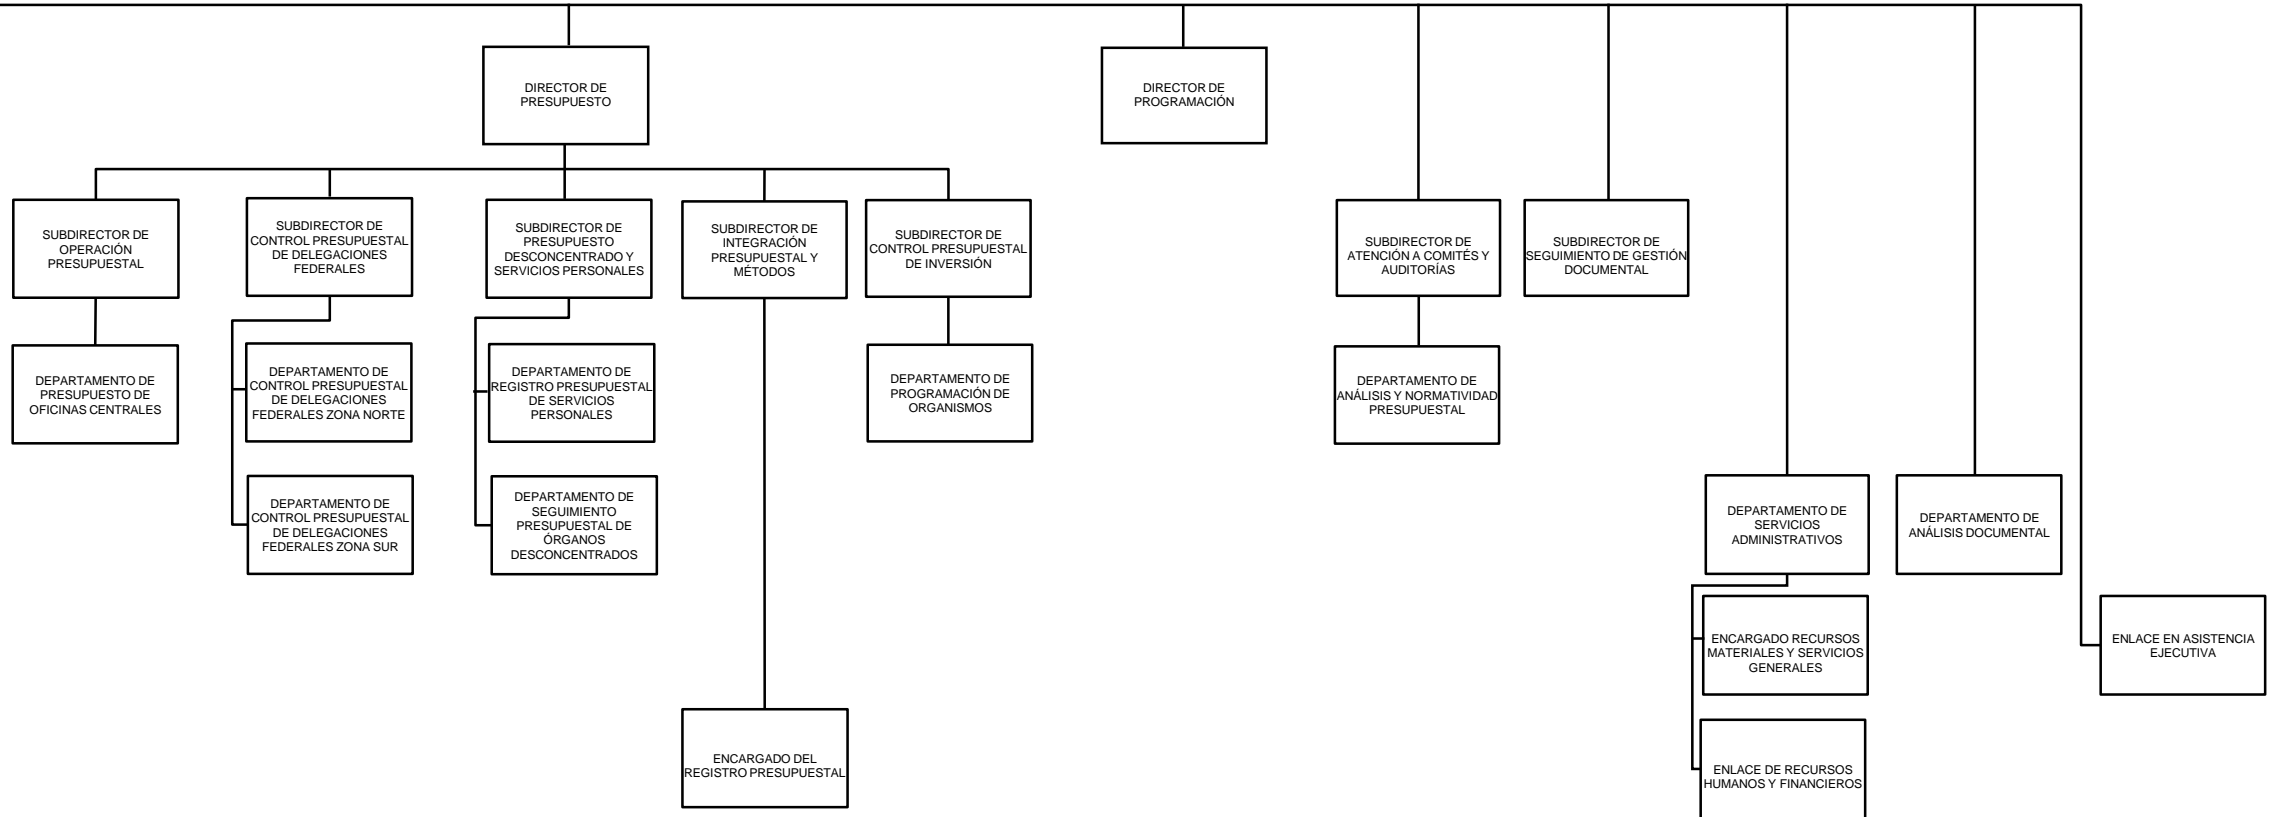 DIRECTOR DE
PRESUPUESTO
DIRECTOR DE
PROGRAMACIÓN
SUBDIRECTOR DE
OPERACIÓN
PRESUPUESTAL
SUBDIRECTOR DE
CONTROL PRESUPUESTAL
DE DELEGACIONES
FEDERALES
SUBDIRECTOR DE
PRESUPUESTO
DESCONCENTRADO Y
SERVICIOS PERSONALES
SUBDIRECTOR DE
INTEGRACIÓN
PRESUPUESTAL Y
MÉTODOS
SUBDIRECTOR DE
CONTROL PRESUPUESTAL
DE INVERSIÓN
SUBDIRECTOR DE
ATENCIÓN A COMITÉS Y
AUDITORÍAS
SUBDIRECTOR DE
SEGUIMIENTO DE GESTIÓN
DOCUMENTAL
DEPARTAMENTO DE
PRESUPUESTO DE
OFICINAS CENTRALES
DEPARTAMENTO DE
CONTROL PRESUPUESTAL
DE DELEGACIONES
FEDERALES ZONA NORTE
DEPARTAMENTO DE
REGISTRO PRESUPUESTAL
DE SERVICIOS
PERSONALES
DEPARTAMENTO DE
PROGRAMACIÓN DE
ORGANISMOS
DEPARTAMENTO DE
ANÁLISIS Y NORMATIVIDAD
PRESUPUESTAL
DEPARTAMENTO DE
CONTROL PRESUPUESTAL
DE DELEGACIONES
FEDERALES ZONA SUR
DEPARTAMENTO DE
SEGUIMIENTO
PRESUPUESTAL DE
ÓRGANOS
DESCONCENTRADOS
DEPARTAMENTO DE
SERVICIOS
ADMINISTRATIVOS
DEPARTAMENTO DE
ANÁLISIS DOCUMENTAL
ENCARGADO RECURSOS
MATERIALES Y SERVICIOS
GENERALES
ENLACE EN ASISTENCIA
EJECUTIVA
ENCARGADO DEL
REGISTRO PRESUPUESTAL
ENLACE DE RECURSOS
HUMANOS Y FINANCIEROS